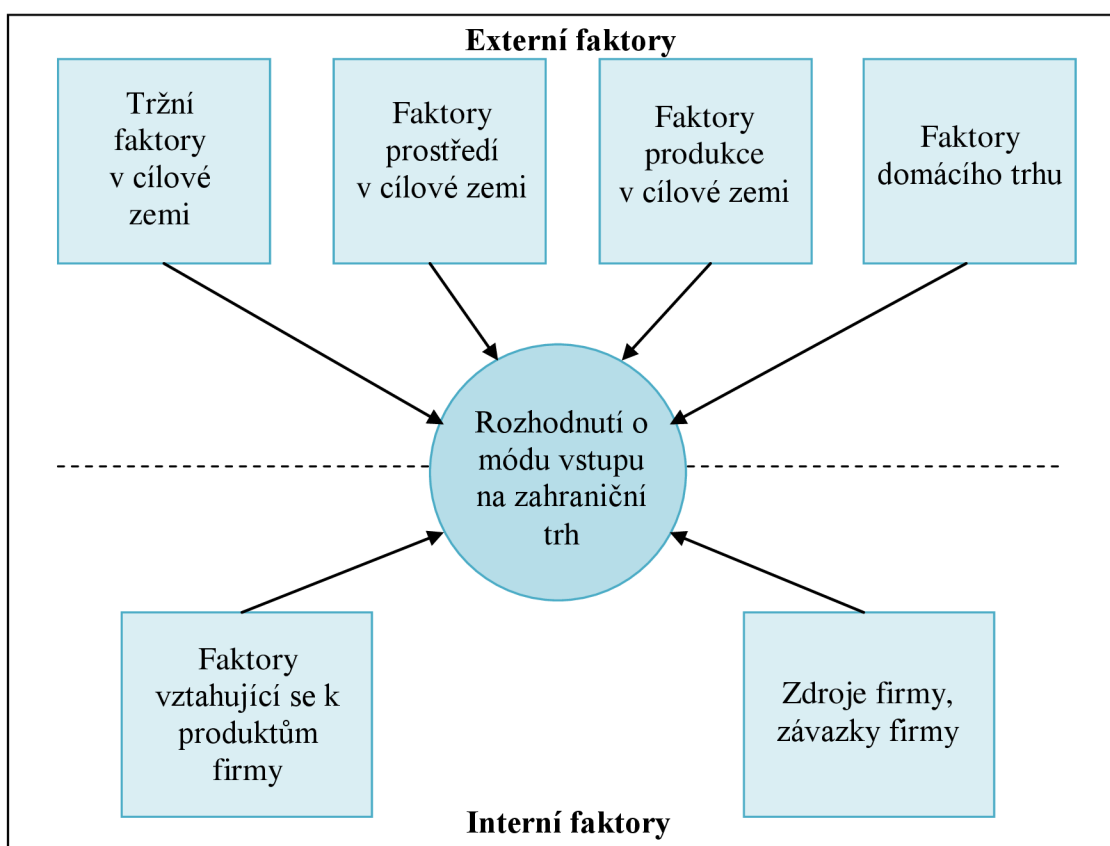 Externí faktory
Tržní
faktory
v cílové
zemi
Faktory
prostředí
v cílové zemi
Faktory
produkce
v cílové zemi
Faktory
domácího trhu
Rozhodnutí o
módu vstupu
na zahraniční
trh
Faktory
vztahující se k
produktům
firmy
Zdroje firmy,
závazky firmy
Interní faktory